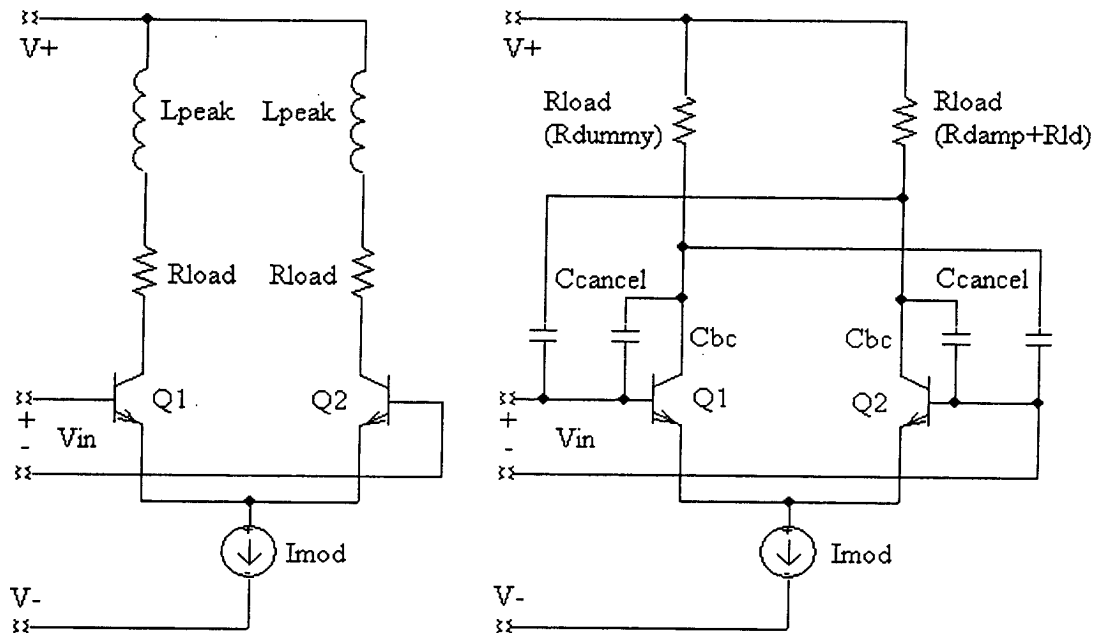 V+
Lpeak
Lpeak
Rload
Rload
Q1
Q2
+
-
Vin
+
-
Imod
V-
V+
Rload
(Rdummy)
Rload
(Rdamp+Rld)
Ccancel
Ccancel
Cbc
Cbc
Q1
Q2
+
-
Vin
+
-
Imod
V-